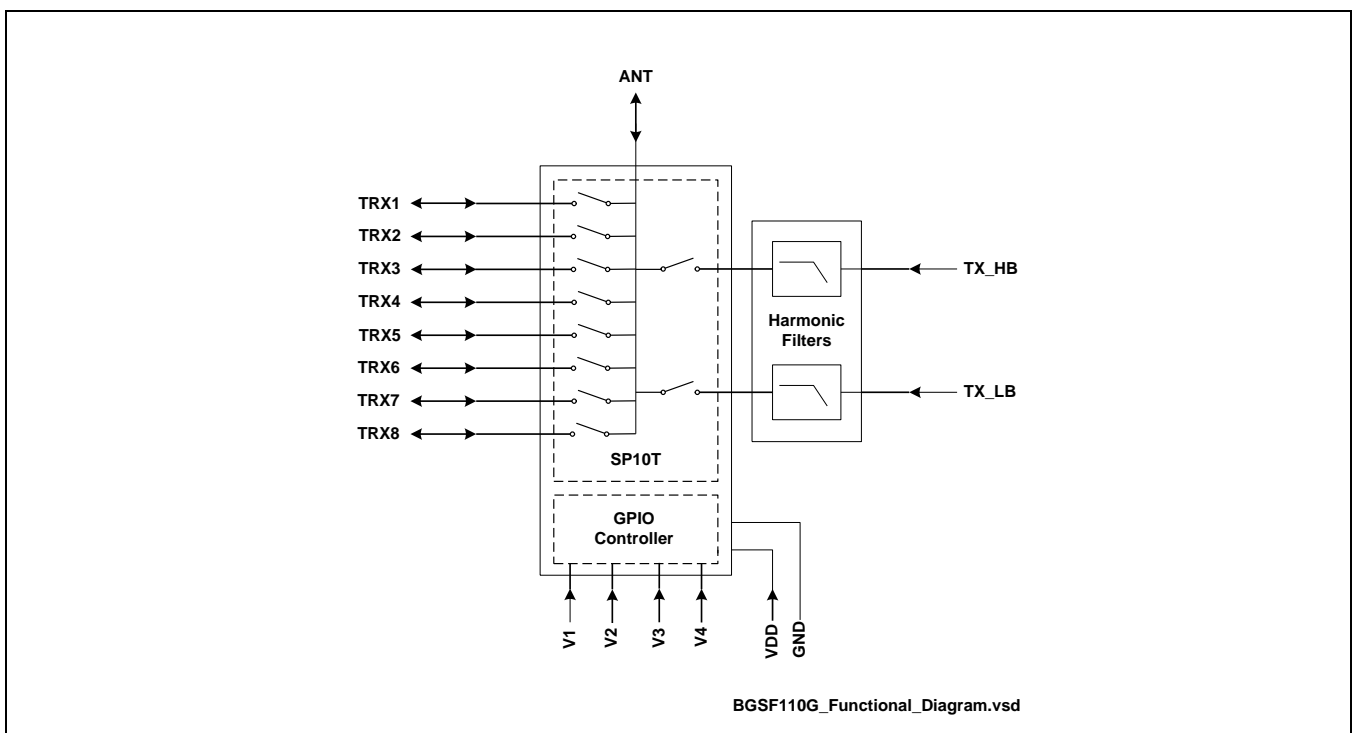 ANT
TRX1
TRX2
TRX3
TRX4
TRX5
TRX6
TRX7
TRX8
SP10T
GPIO
Controller
Harmonic
Filters
TX_HB
TX_LB
V1
V2
V3
V4
VDD
GND
BGSF110G_Functional_Diagram.vsd